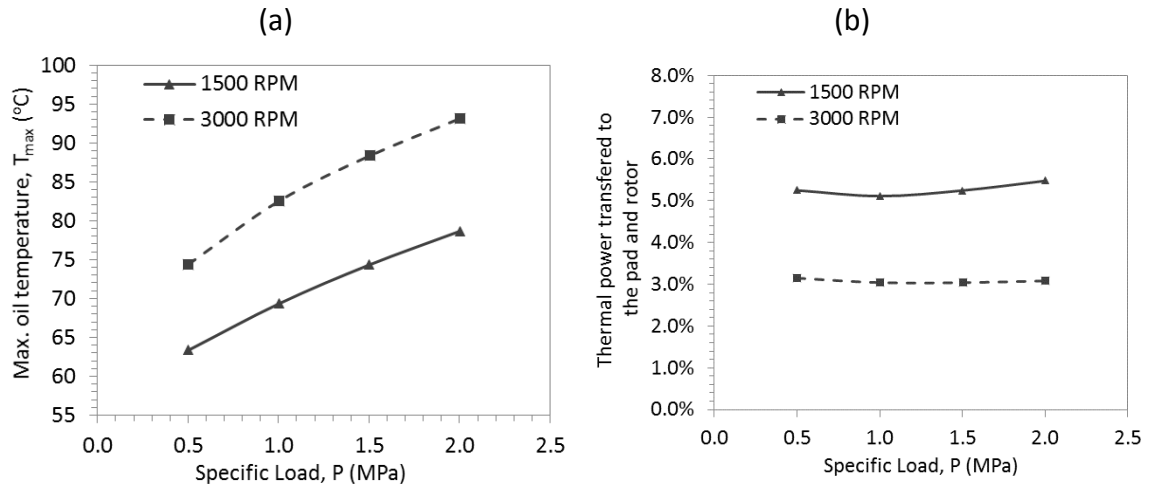 (a)
Max. oil temperature, Tmax (°C)
100
95
90
85
80
75
70
65
60
55
1500 RPM
3000 RPM
0.0 0.5 1.0 1.5 2.0 2.5
Specific Load, P (MPa)
(b)
Thermal power transfered to
the pad and rotor
8.0%
7.0%
6.0%
5.0%
4.0%
3.0%
2.0%
1.0%
0.0%
1500 RPM
3000 RPM
0.0 0.5 1.0 1.5 2.0 2.5
Specific Load, P (MPa)